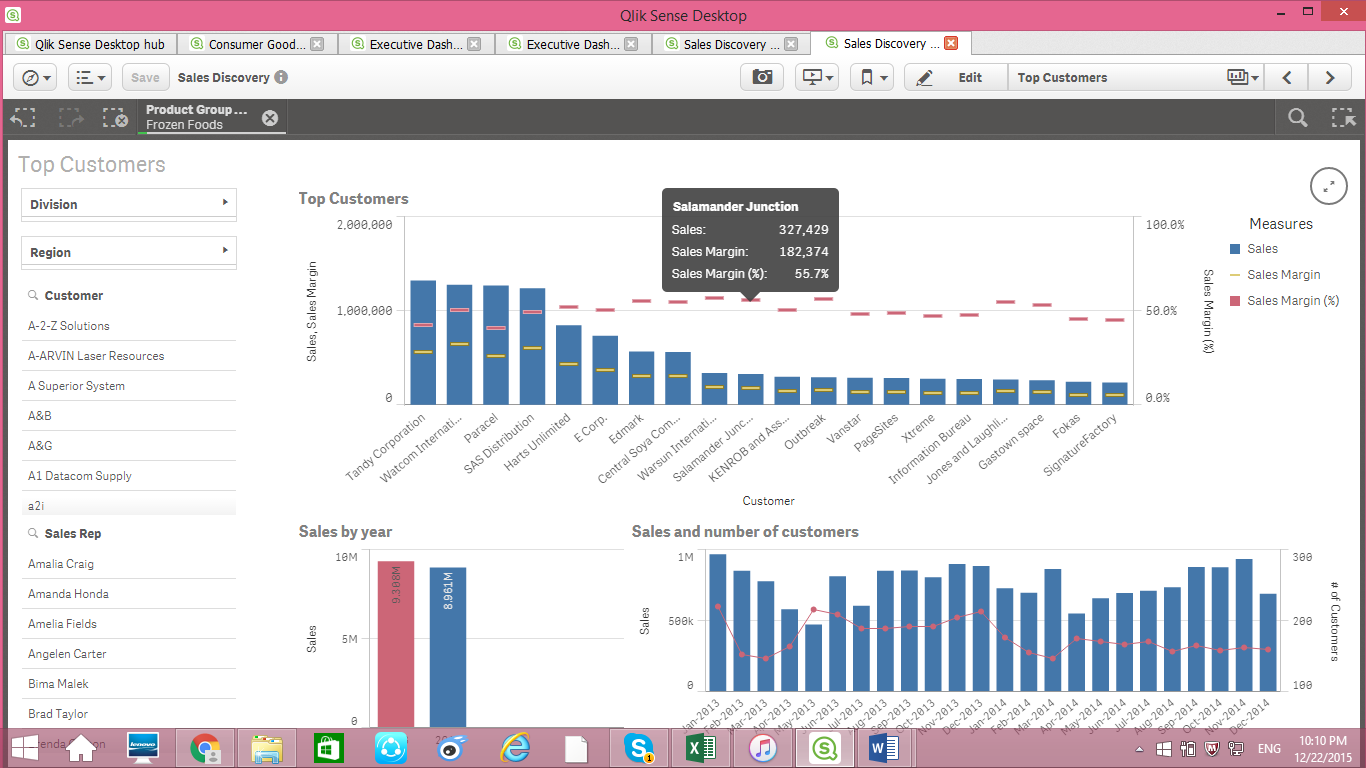 Qlik Sense Desktop
Qlik Sense Desktop hub
Consumer Good...
Executive Dash...
Executive Dash...
Sales Discovery ...
Sales Discovery ...
Save
Sales Discovery
Edit
Top Customers
Product Group ...
Frozen Foods
Top Customers
Division
Region
Customer
A-2-Z Solutions
A-ARVIN Laser Resources
A Superior System
A&B
A&G
A1 Datacom Supply
a2i
Sales Rep
Amalia Craig
Amanda Honda
Amelia Fields
Angelen Carter
Bima Malek
Brad Taylor
Top Customers
Sales, Sales Margin
2,000,000
1,000,000
0
Salamander Junction
Sales: 327,429
Sales Margin: 182,374
Sales Margin (%): 55.7%
100.0%
50.0%
0.0%
Sales Margin (%)
Measures
Sales
Sales Margin
Sales Margin (%)
Tandy Corporation
Watcom Internati...
Paracel
SAS Distribution
Harts Unlimited
E Corp.
Edmark
Central Soya Com...
Warsun Internati...
Salamander Junc...
KENROB and Ass...
Outbreak
Vanstar
PageSites
Xtreme
Information Bureau
Jones and Laughli...
Gastown space
Fokas
SignatureFactory
Customer
Sales by year
Sales
10M
5M
0
9.308M
8.961M
Sales and number of customers
Sales
1M
500k
0
300
200
100
# of Customers
Jan-2013
Feb-2013
Mar-2013
Apr-2013
May-2013
Jun-2013
Jul-2013
Aug-2013
Sep-2013
Oct-2013
Nov-2013
Dec-2013
Jan-2014
Feb-2014
Mar-2014
Apr-2014
May-2014
Jun-2014
Jul-2014
Aug-2014
Sep-2014
Oct-2014
Nov-2014
Dec-2014
lenovo
1
ENG
10:10 PM
12/22/2015